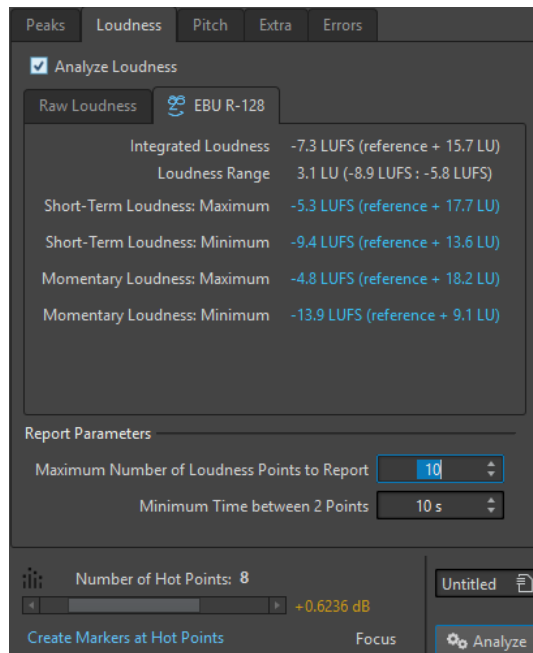 Peaks Loudness Pitch Extra Errors
Analyze Loudness
Raw Loudness EBU R-128
Integrated Loudness -7.3 LUFS (reference + 15.7 LU)
Loudness Range 3.1 LU (-8.9 LUFS : -5.8 LUFS)
Short-Term Loudness: Maximum -5.3 LUFS (reference + 17.7 LU)
Short-Term Loudness: Minimum -9.4 LUFS (reference + 13.6 LU)
Momentary Loudness: Maximum -4.8 LUFS (reference + 18.2 LU)
Momentary Loudness: Minimum -13.9 LUFS (reference + 9.1 LU)
Report Parameters
Maximum Number of Loudness Points to Report 10
Minimum Time between 2 Points 10 s
Number of Hot Points: 8
Untitled
+0.6236 dB
Create Markers at Hot Points Focus
Analyze